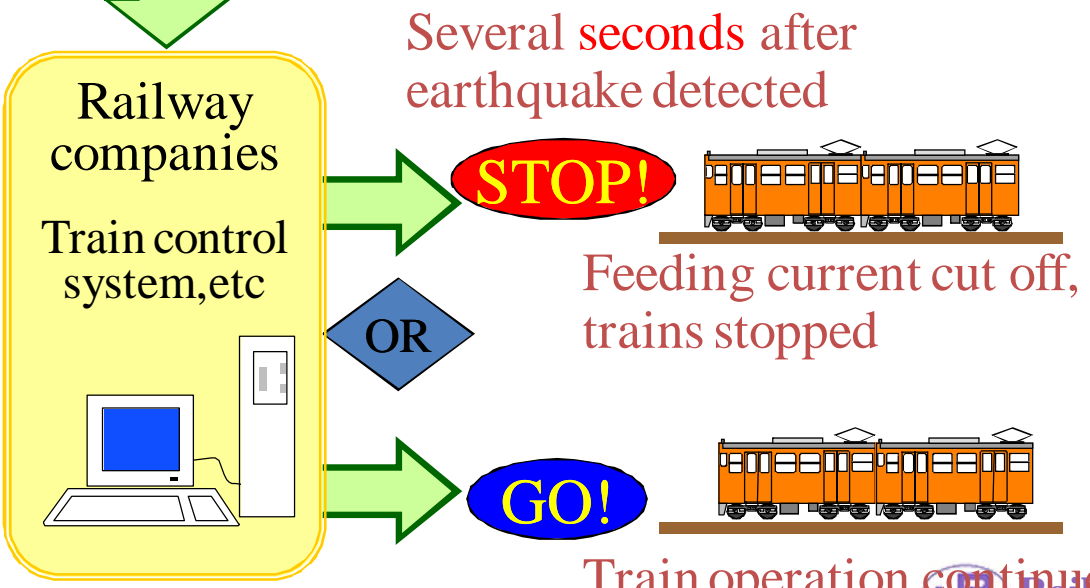 Several seconds after
earthquake detected
Railway
companies
Train control
system,etc
STOP!
Feeding current cut off,
trains stopped
OR
GO!
Train operation